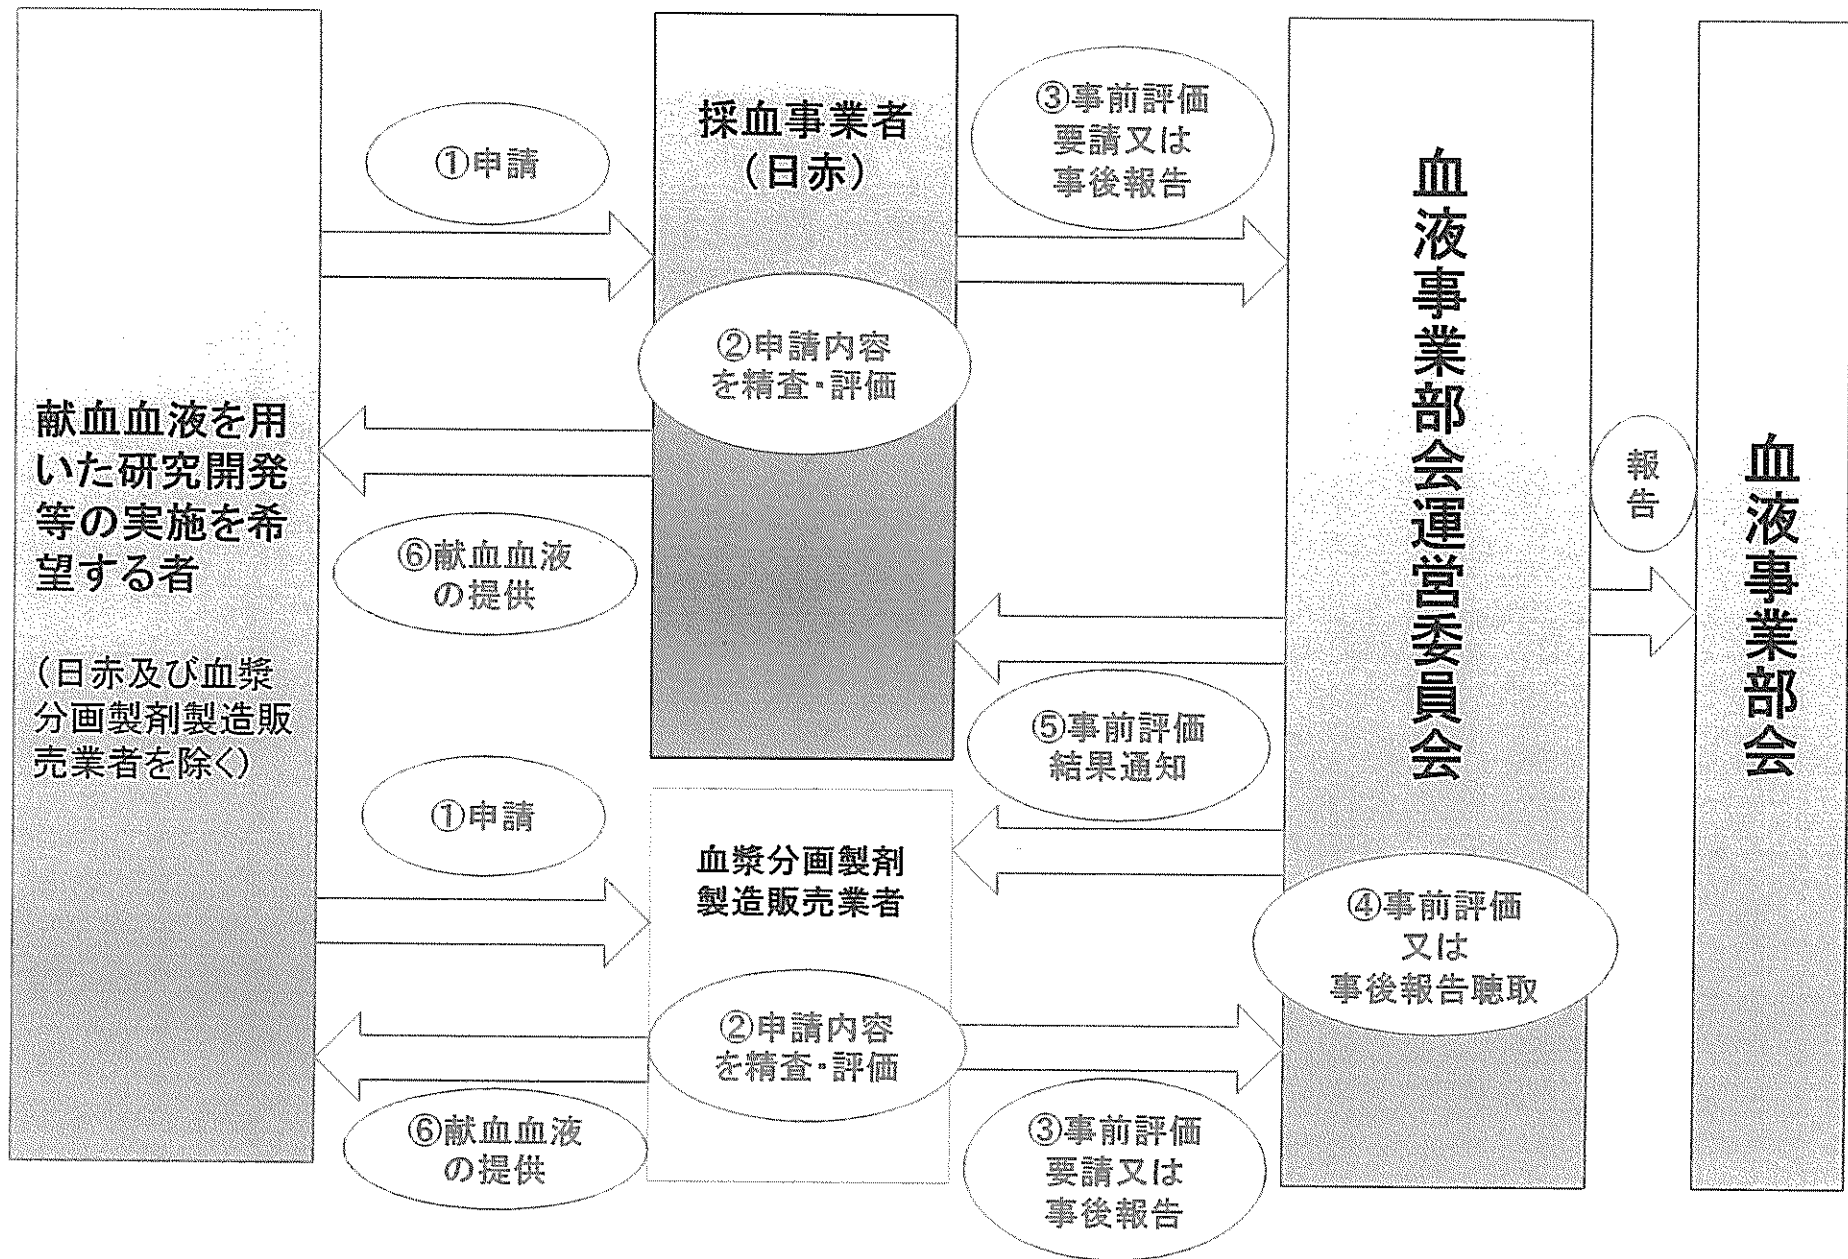 献血血液を用
いた研究開発
等の実施を希
望する者
(日赤及び血漿
分画製剤製造販
売業者を除く)
①申請
採血事業者
(日赤)
②申請内容
を精査・評価
③事前評価
要請又は
事後報告
⑥献血血液
の提供
⑤事前評価
結果通知
①申請
血漿分画製剤
製造販売業者
②申請内容
を精査・評価
⑥献血血液
の提供
③事前評価
要請又は
事後報告
血液事業部会運営委員会
④事前評価
又は
事後報告聴取
報告
血液事業部会